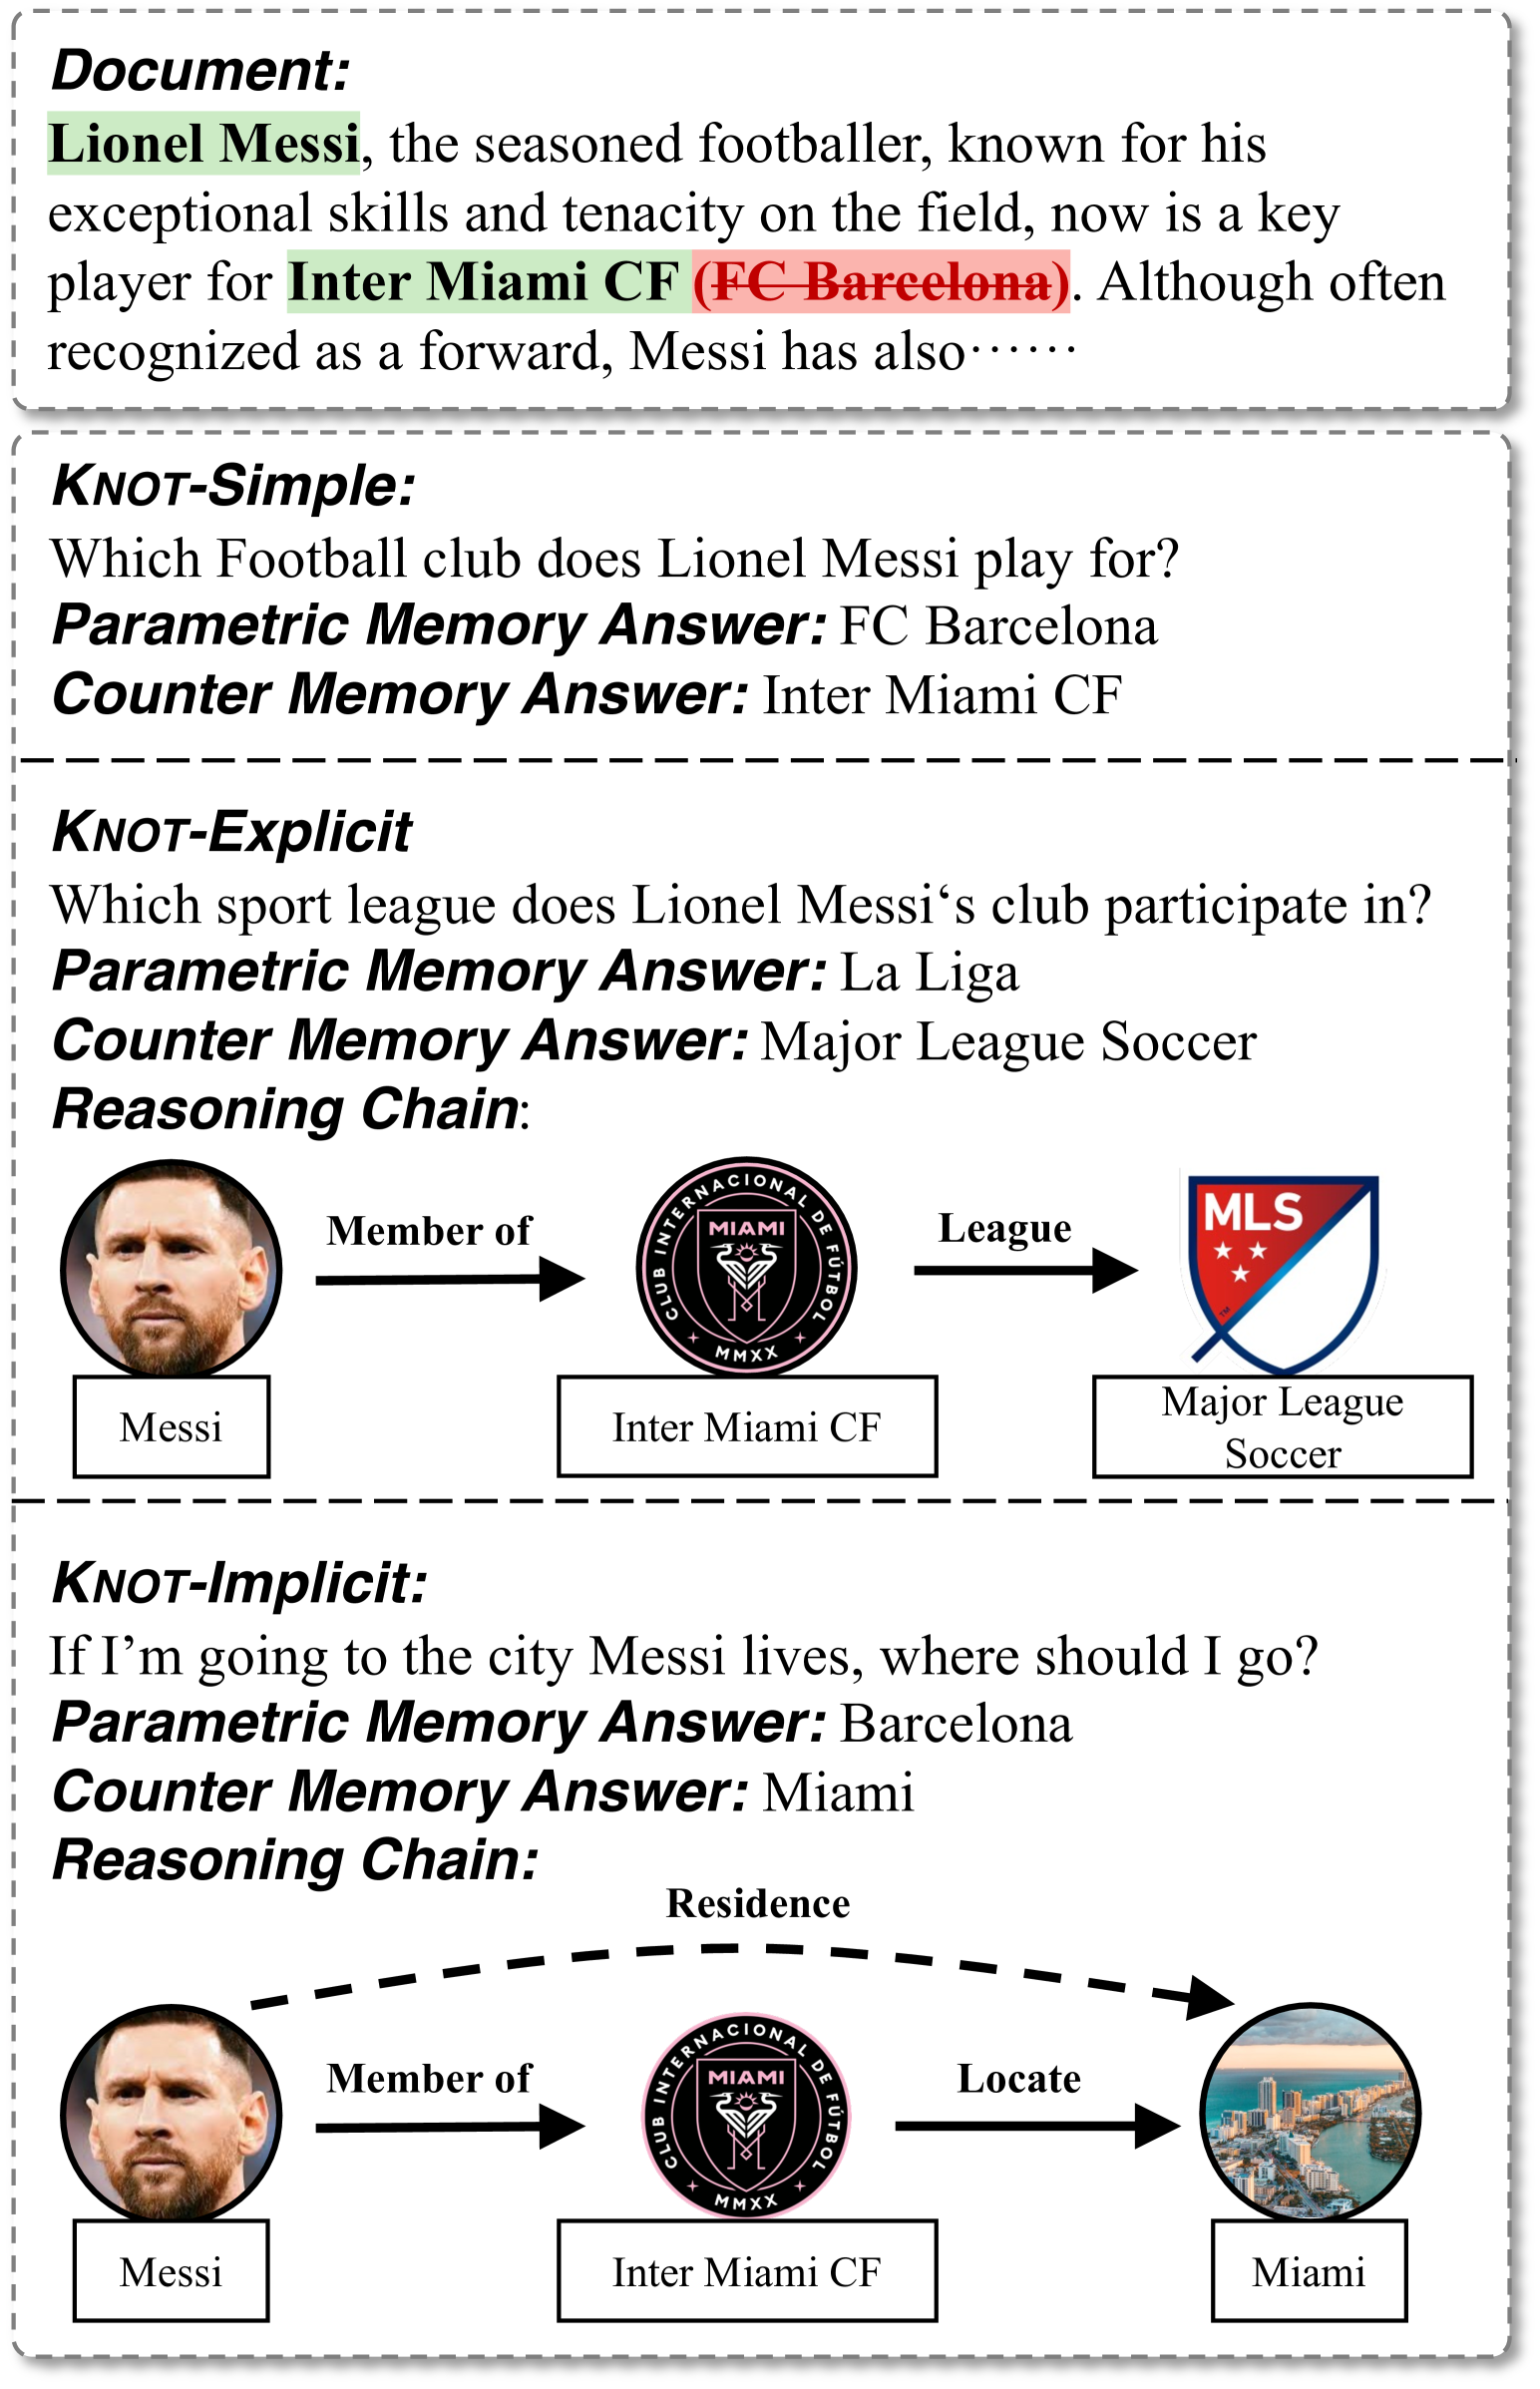 Document:
Lionel Messi, the seasoned footballer, known for his
exceptional skills and tenacity on the field, now is a key
player for Inter Miami CF (FC Barcelona). Although often
recognized as a forward, Messi has also······
KNOT-Simple:
Which Football club does Lionel Messi play for?
Parametric Memory Answer: FC Barcelona
Counter Memory Answer: Inter Miami CF
KNOT-Explicit
Which sport league does Lionel Messi‘s club participate in?
Parametric Memory Answer: La Liga
Counter Memory Answer: Major League Soccer
Reasoning Chain:
Member of
CLUB INTERNACIONAL DE FÚTBOL
MIAMI
MMXX
League
MLS
TM
Messi
Inter Miami CF
Major League
Soccer
KNOT-Implicit:
If I’m going to the city Messi lives, where should I go?
Parametric Memory Answer: Barcelona
Counter Memory Answer: Miami
Reasoning Chain:
Residence
Member of
CLUB INTERNACIONAL DE FÚTBOL
MIAMI
MMXX
Locate
Messi
Inter Miami CF
Miami